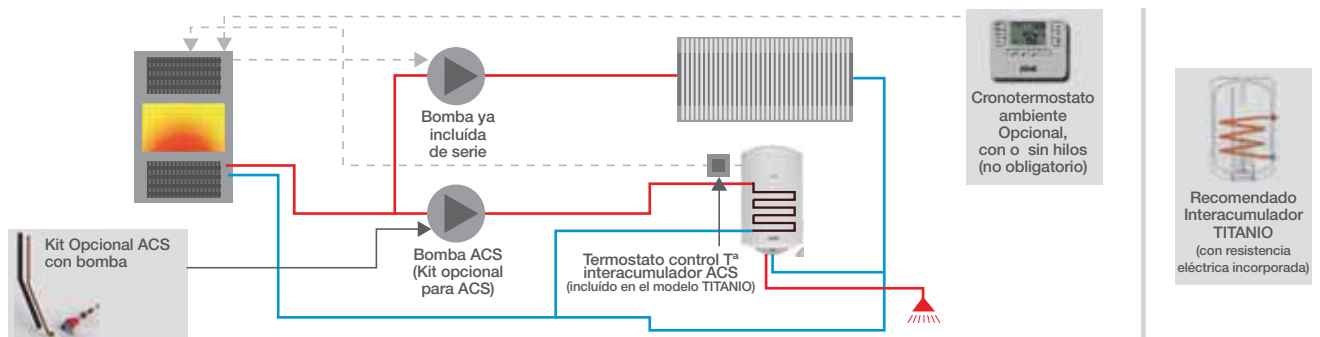 Bomba ya
incluída
de serie
Cronotermostato
ambiente
Opcional,
con o sin hilos
(no obligatorio)
Recomendado
Interacumulador
TITANIO
(con resistencia
eléctrica incorporada)
Kit Opcional ACS
con bomba
Bomba ACS
(Kit opcional
para ACS)
Termostato control Tª
interacumulador ACS
(incluído en el modelo TITANIO)